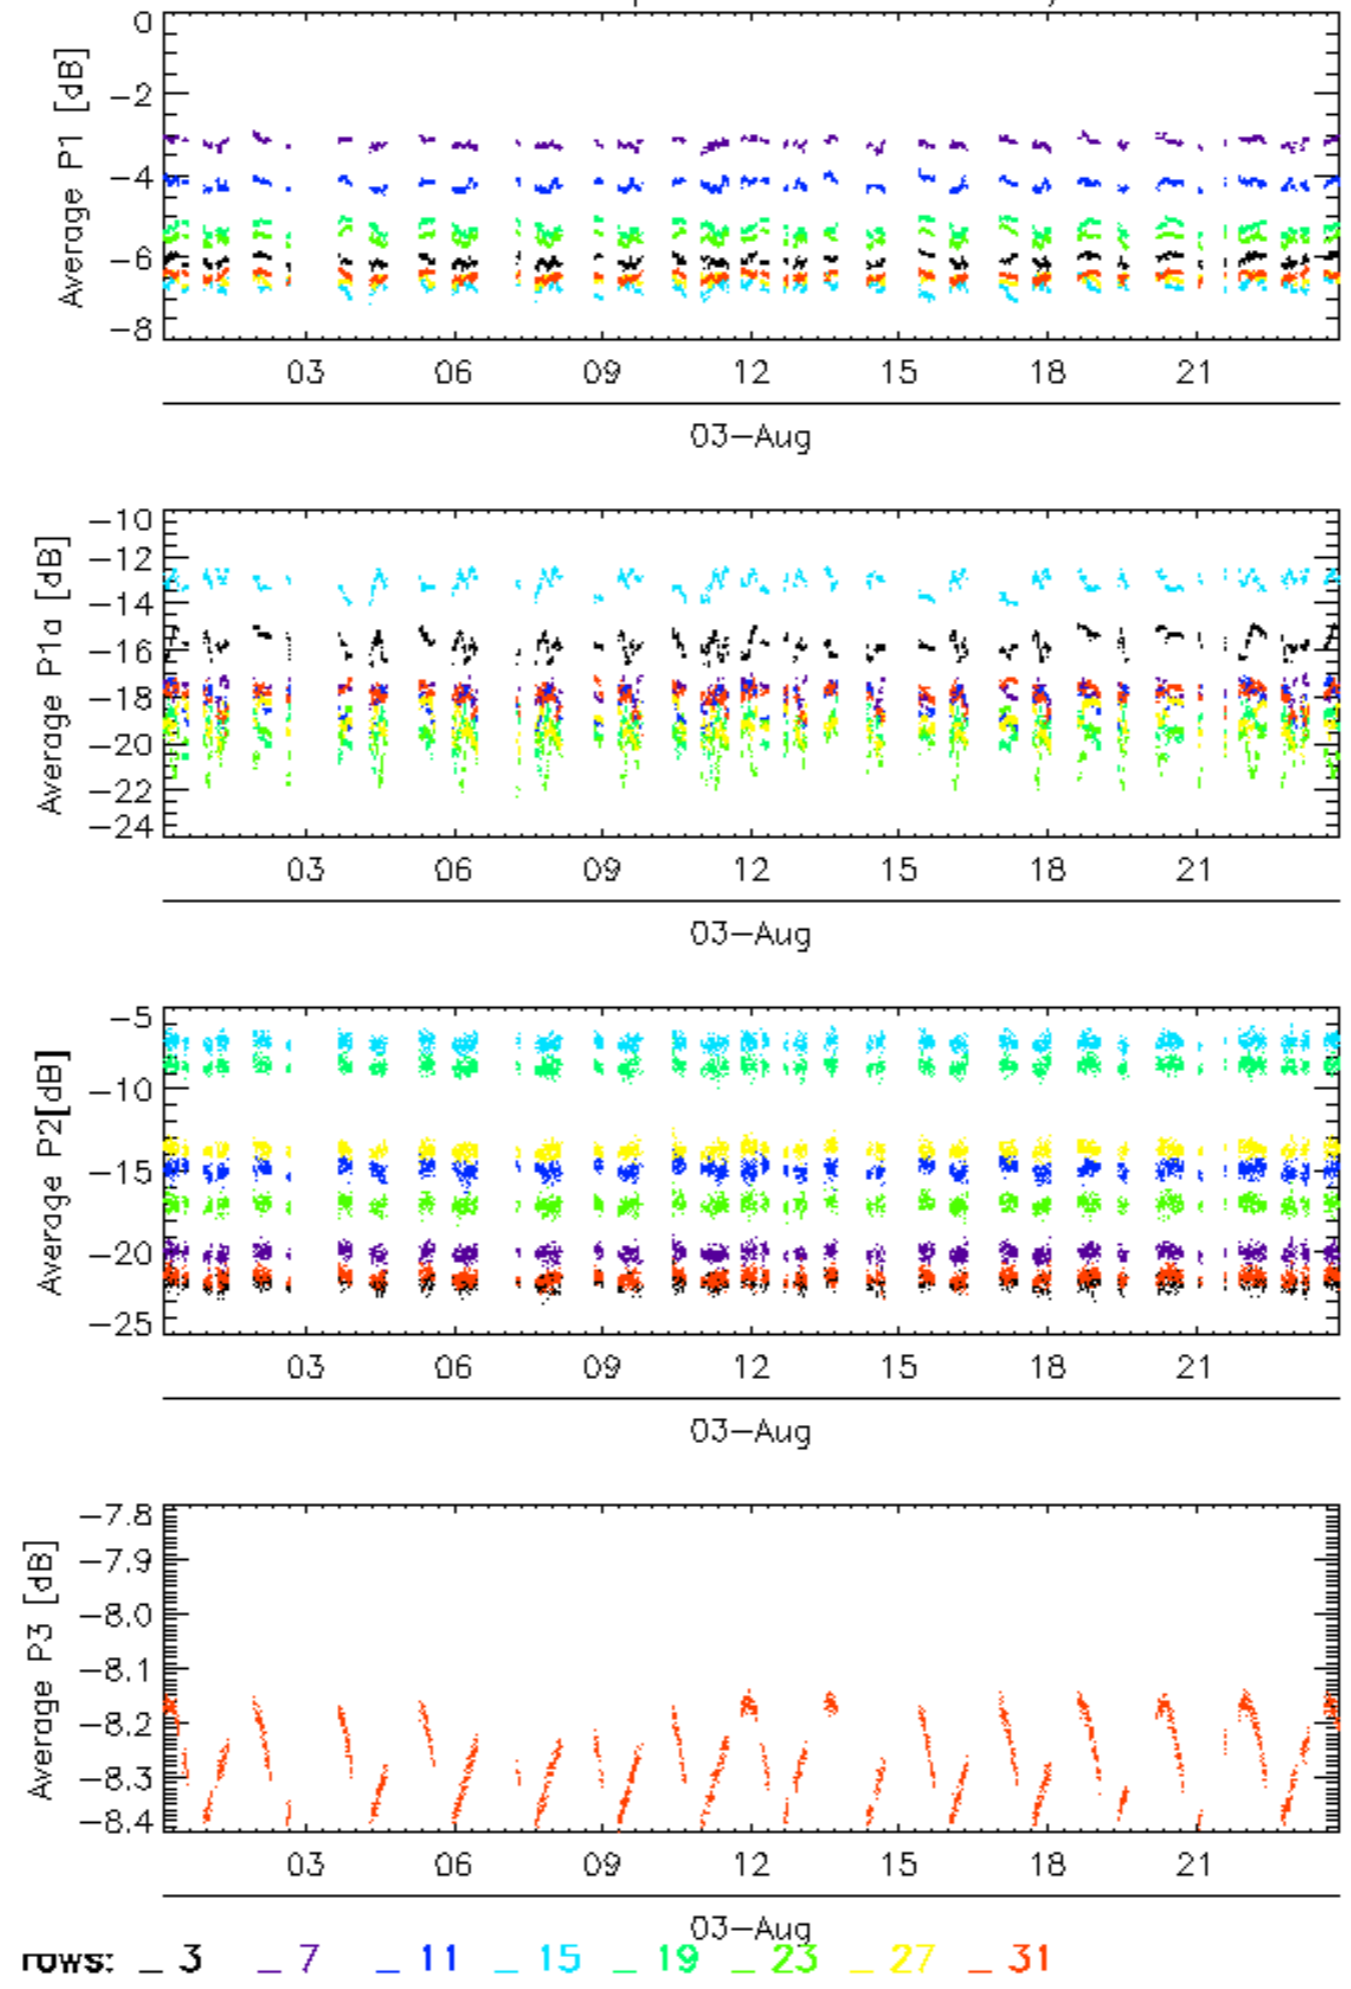 0
−2
−4
−6
−8
Average P1 [dB]
03 06 09 12 15 18 21
03−Aug
−10
−12
−14
−16
−18
−20
−22
−24
Average P1a [dB]
03 06 09 12 15 18 21
03−Aug
−5
−10
−15
−20
−25
Average P2[dB]
03 06 09 12 15 18 21
03−Aug
−7.8
−7.9
−8.0
−8.1
−8.2
−8.3
−8.4
Average P3 [dB]
03 06 09 12 15 18 21
03−Aug
rows: _ 3 _ 7 _ 11 _ 15 _ 19 _ 23 _ 27 _ 31